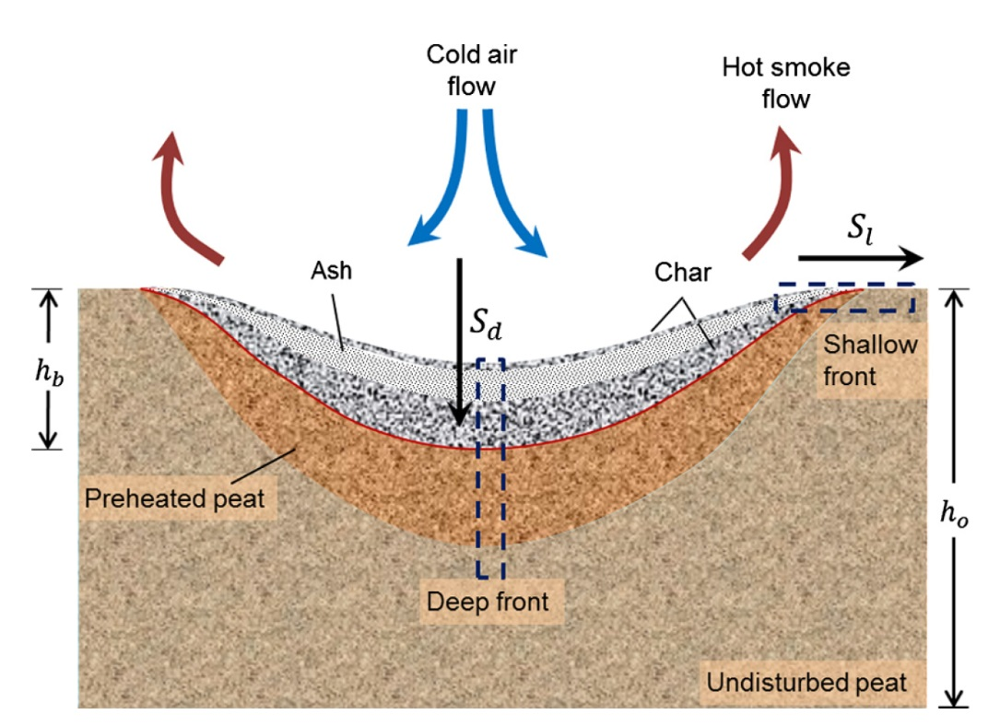 Cold air
flow
Hot smoke
flow
S_l
Ash
Char
S_d
Shallow
front
h_b
Preheated peat
h_o
Deep front
Undisturbed peat